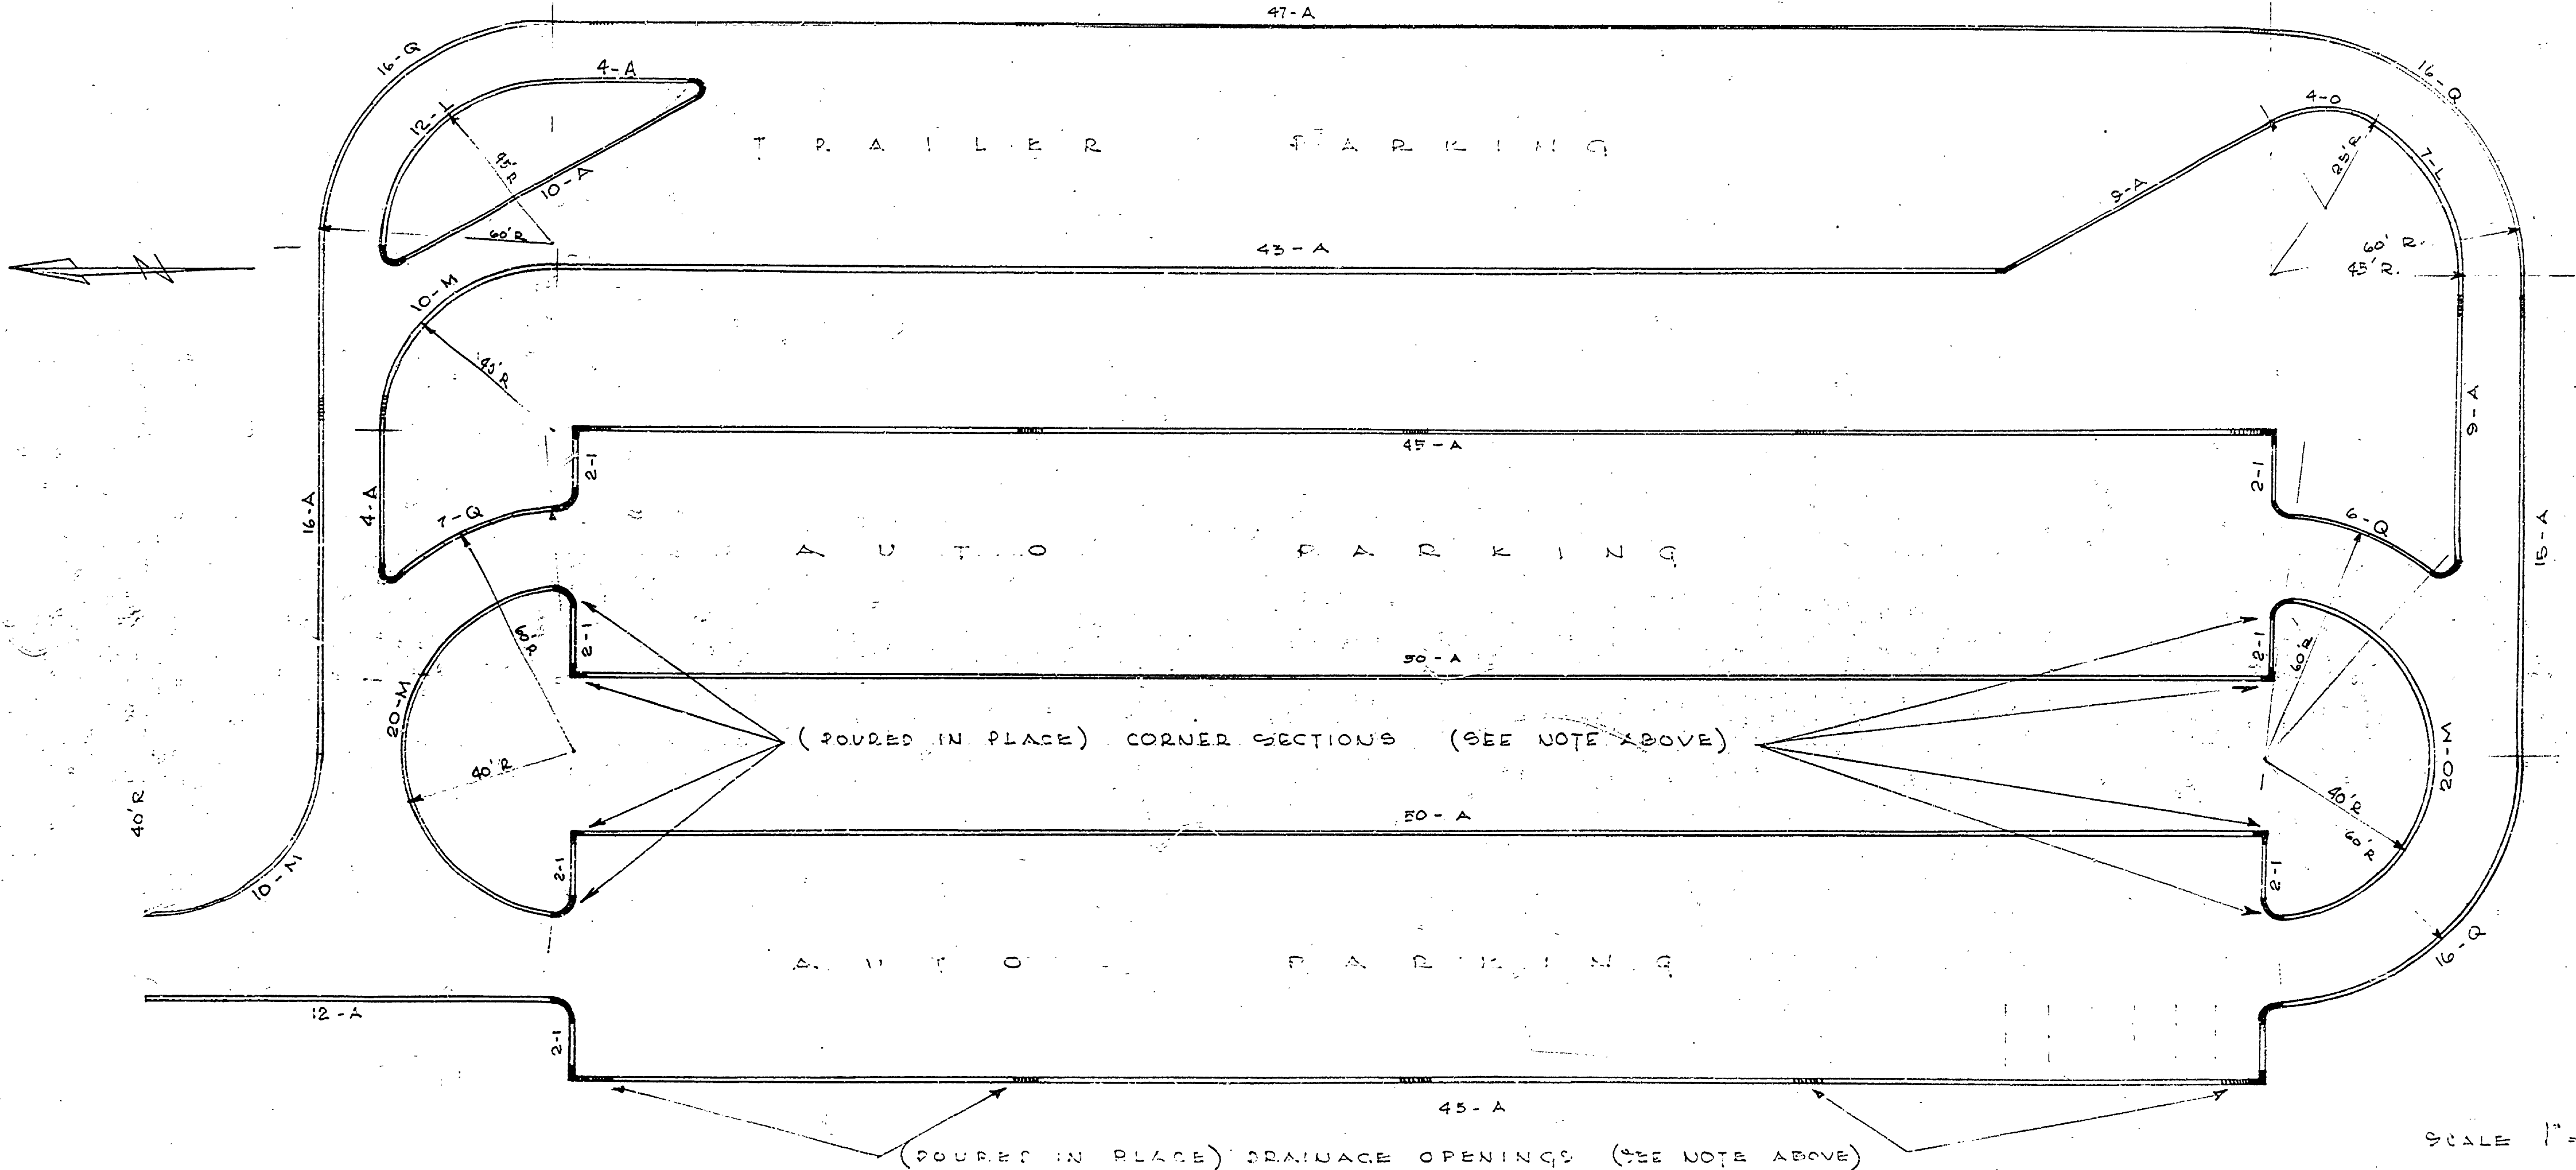 47-A
16-Q
16-Q
4-A
4-O
12-L
7-L
45' R
25' R
TRAILER PARKING
10-A
9-A
60' R
60' R.
45' R.
N
43-A
10-M
9-A
45-A
2-1
2-1
16-A
4-A
7-Q
6-Q
15-A
AUTO PARKING
2-1
2-1
60' R
50-A
20-M
(POURED IN PLACE) CORNER SECTIONS (SEE NOTE ABOVE)
20-M
40' R
40' R
40' R
60' R
50-A
10-M
2-1
2-1
16-Q
AUTO PARKING
12-A
2-1
45-A
SCALE 1" =
(POURED IN PLACE) DRAINAGE OPENINGS (SEE NOTE ABOVE)